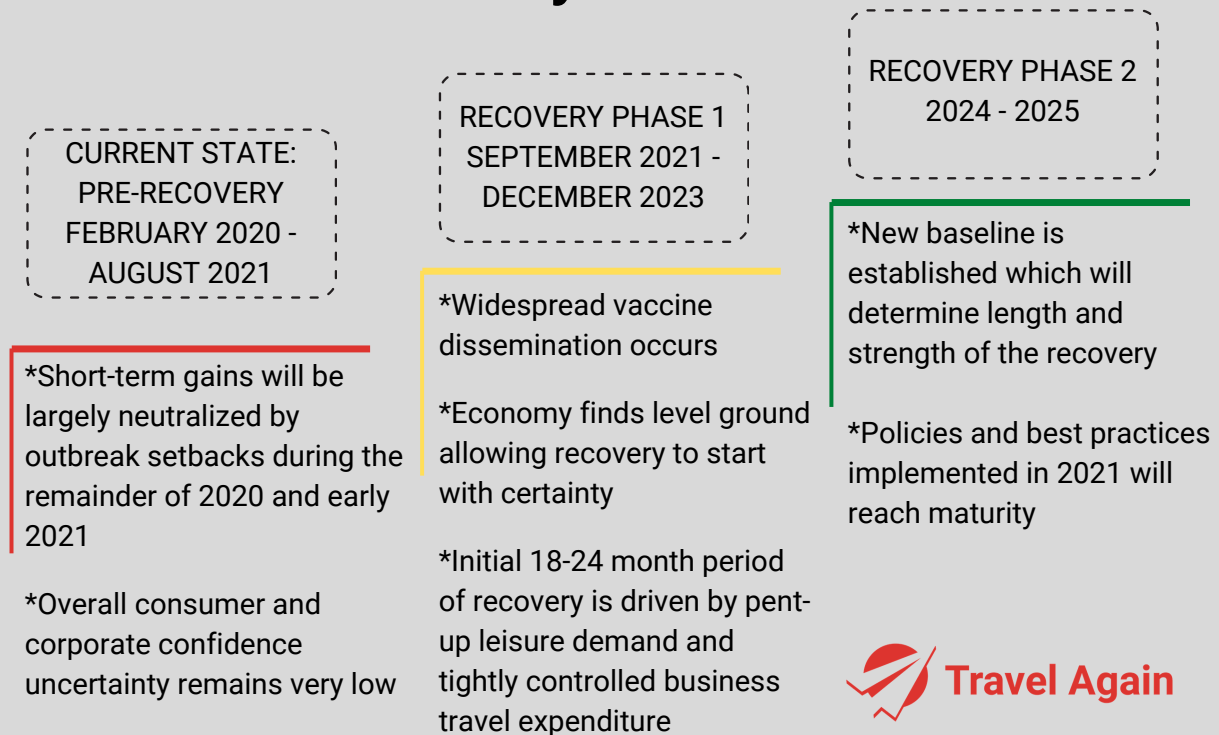 CURRENT STATE:
PRE-RECOVERY
FEBRUARY 2020 -
AUGUST 2021
*Short-term gains will be
largely neutralized by
outbreak setbacks during the
remainder of 2020 and early
2021
*Overall consumer and
corporate confidence
uncertainty remains very low
RECOVERY PHASE 1
SEPTEMBER 2021 -
DECEMBER 2023
*Widespread vaccine
dissemination occurs
*Economy finds level ground
allowing recovery to start
with certainty
*Initial 18-24 month period
of recovery is driven by pent-
up leisure demand and
tightly controlled business
travel expenditure
RECOVERY PHASE 2
2024 - 2025
*New baseline is
established which will
determine length and
strength of the recovery
*Policies and best practices
implemented in 2021 will
reach maturity
Travel Again